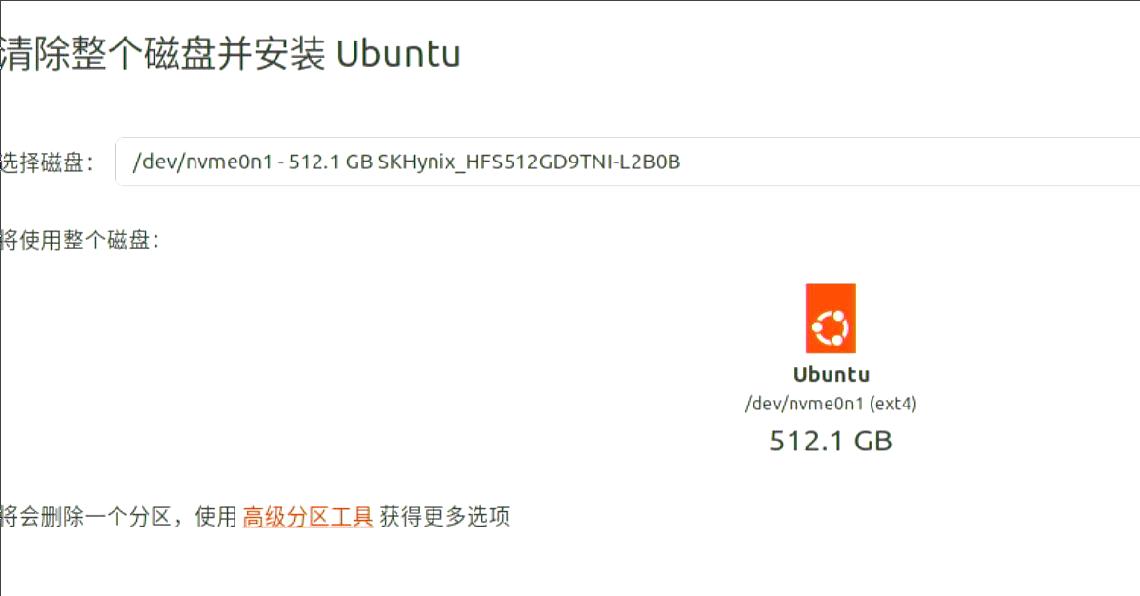 清除整个磁盘并安装 Ubuntu
选择磁盘： /dev/nvme0n1 - 512.1 GB SKHynix_HFS512GD9TNI-L2B0B
将使用整个磁盘：
Ubuntu
/dev/nvme0n1 (ext4)
512.1 GB
将会删除一个分区，使用 高级分区工具 获得更多选项